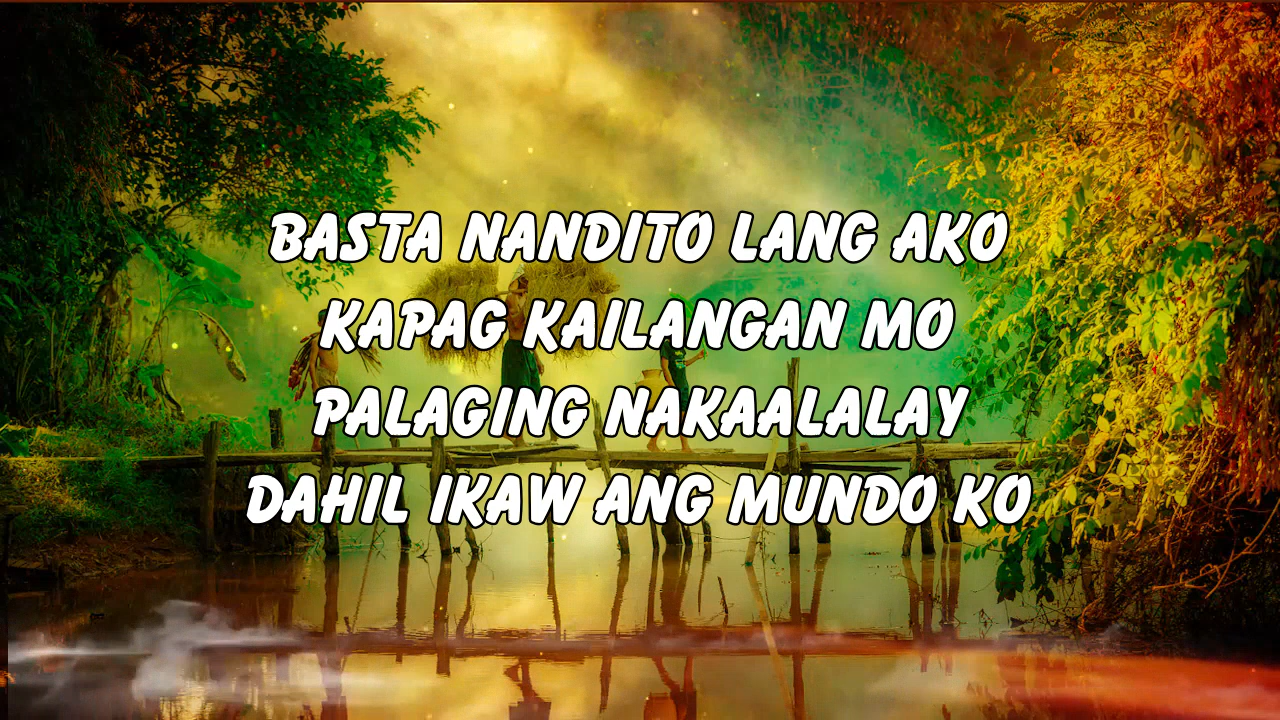 BASTA NANDITO LANG AKO
KAPAG KAILANGAN MO
PALAGING NAKAALALAY
DAHIL IKAW ANG MUNDO KO